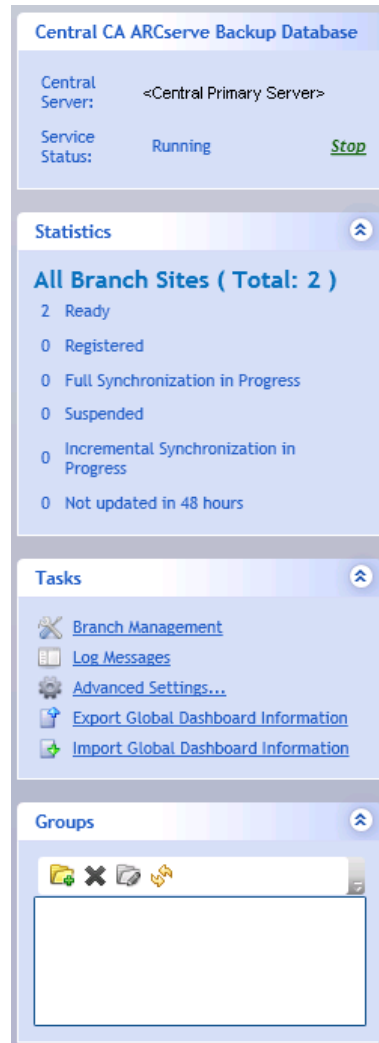 Central CA ARCserve Backup Database
Central
Server:
<Central Primary Server>
Service
Status:
Running
Stop
Statistics
All Branch Sites ( Total: 2 )
2 Ready
0 Registered
0 Full Synchronization in Progress
0 Suspended
0 Incremental Synchronization in
Progress
0 Not updated in 48 hours
Tasks
Branch Management
Log Messages
Advanced Settings...
Export Global Dashboard Information
Import Global Dashboard Information
Groups